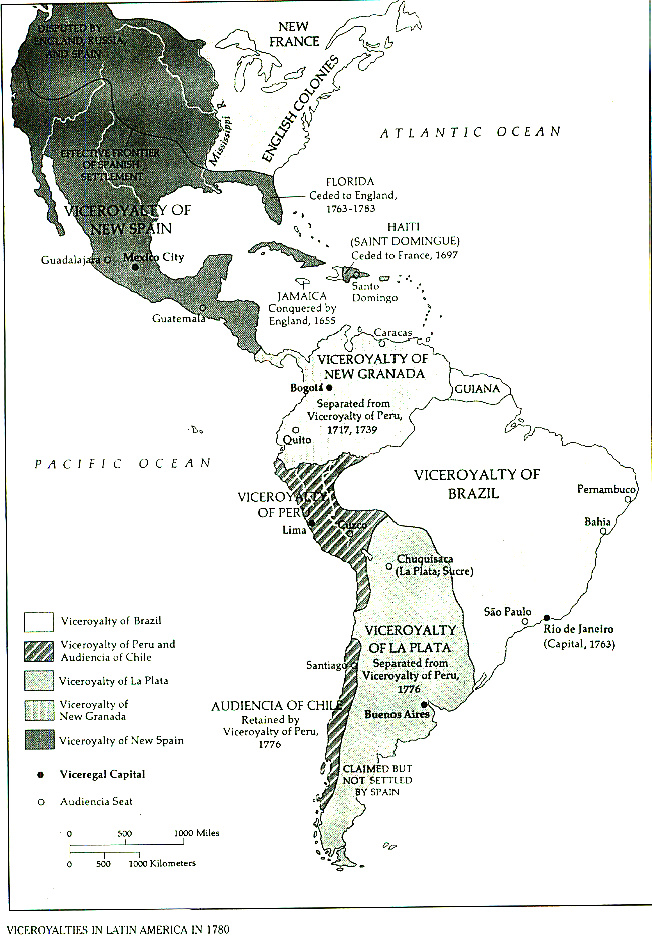 DISPUTED BY
ENGLAND, RUSSIA,
AND SPAIN
NEW
FRANCE
ENGLISH COLONIES
Mississippi R.
ATLANTIC OCEAN
EFFECTIVE FRONTIER
OF SPANISH
SETTLEMENT
FLORIDA
Ceded to England,
1763-1783
VICEROYALTY OF
NEW SPAIN
HAITI
(SAINT DOMINGUE)
Ceded to France, 1697
Guadalajara
Mexico City
Santo
Domingo
JAMAICA
Conquered by
England, 1655
Guatemala
Caracas
VICEROYALTY OF
NEW GRANADA
Bogotá
GUIANA
Separated from
Viceroyalty of Peru,
1717, 1739
Quito
PACIFIC OCEAN
VICEROYALTY OF
BRAZIL
Pernambuco
VICEROYALTY
OF PERU
Lima
Cuzco
Bahia
Chuquisaca
(La Plata; Sucre)
São Paulo
Rio de Janeiro
(Capital, 1763)
VICEROYALTY
OF LA PLATA
Separated from
Viceroyalty of Peru,
1776
Santiago
Buenos Aires
AUDIENCIA OF CHILE
Retained by
Viceroyalty of Peru,
1776
CLAIMED BUT
NOT SETTLED
BY SPAIN
Viceroyalty of Brazil
Viceroyalty of Peru and
Audiencia of Chile
Viceroyalty of La Plata
Viceroyalty of
New Granada
Viceroyalty of New Spain
Viceregal Capital
Audiencia Seat
0 500 1000 Miles
0 500 1000 Kilometers
VICEROYALTIES IN LATIN AMERICA IN 1780